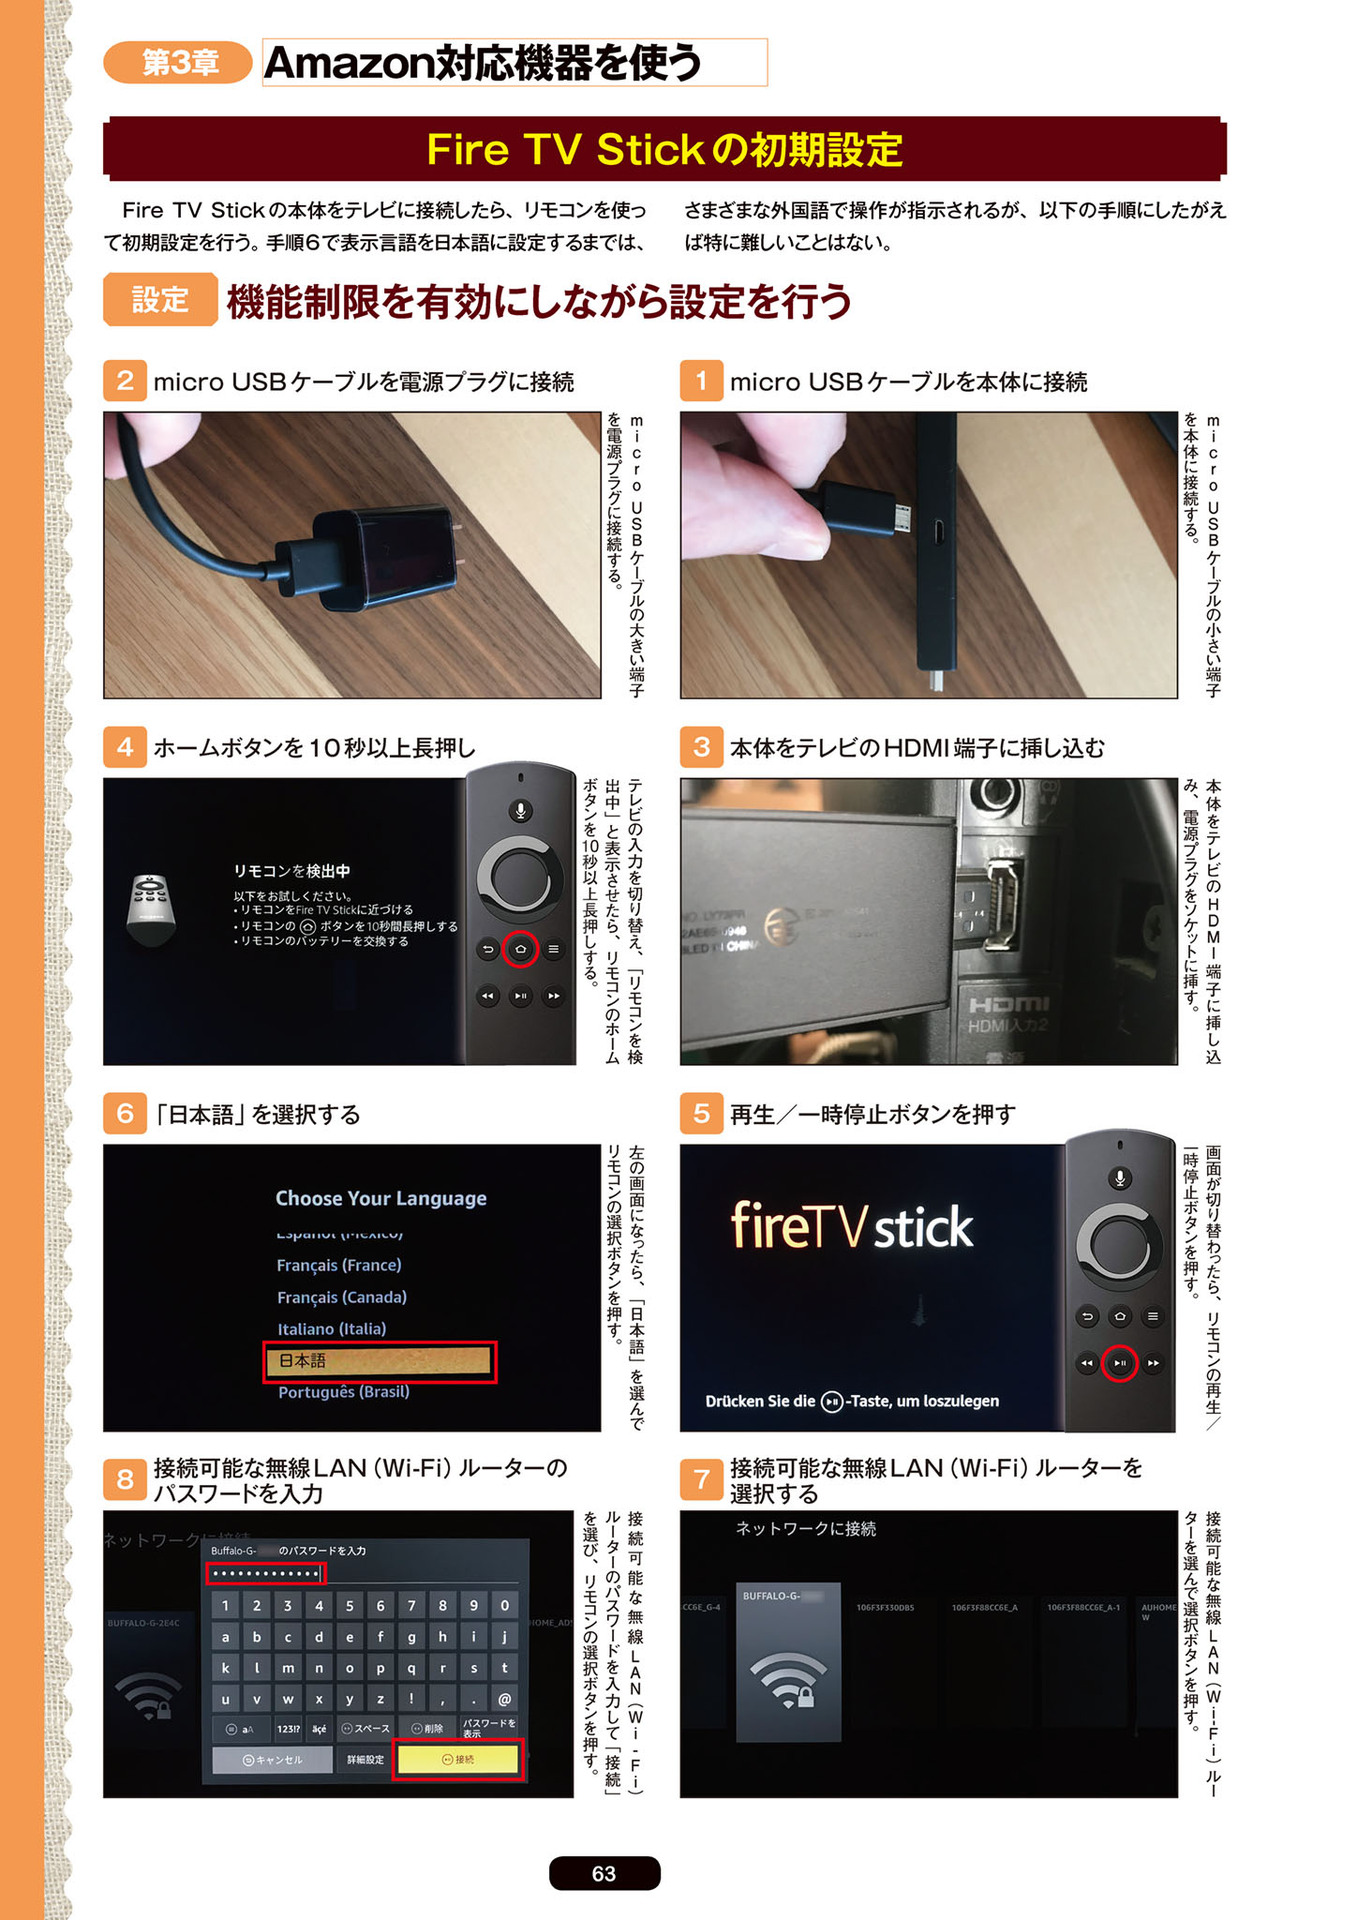 第3章
Amazon対応機器を使う
Fire TV Stickの初期設定
Fire TV Stickの本体をテレビに接続したら、リモコンを使っ
て初期設定を行う。手順6で表示言語を日本語に設定するまでは、
さまざまな外国語で操作が指示されるが、以下の手順にしたがえ
ば特に難しいことはない。
設定
機能制限を有効にしながら設定を行う
1
micro USBケーブルを本体に接続
micro USBケーブルの小さい端子
を本体に接続する。
2
micro USBケーブルを電源プラグに接続
micro USBケーブルの大きい端子
を電源プラグに接続する。
3
本体をテレビのHDMI端子に挿し込む
HDMI
HDMI入力2
電源
本体をテレビのHDMI端子に挿し込
み、電源プラグをソケットに挿す。
4
ホームボタンを10秒以上長押し
リモコンを検出中
以下をお試しください。
・リモコンをFire TV Stickに近づける
・リモコンの ボタンを10秒間長押しする
・リモコンのバッテリーを交換する
テレビの入力を切り替え、「リモコンを検
出中」と表示させたら、リモコンのホーム
ボタンを10秒以上長押しする。
5
再生／一時停止ボタンを押す
fireTV stick
Drücken Sie die -Taste, um loszulegen
画面が切り替わったら、リモコンの再生／
一時停止ボタンを押す。
6
「日本語」を選択する
Choose Your Language
Español (Mexico)
Français (France)
Français (Canada)
Italiano (Italia)
日本語
Português (Brasil)
左の画面になったら、「日本語」を選んで
リモコンの選択ボタンを押す。
7
接続可能な無線LAN（Wi-Fi）ルーターを
選択する
ネットワークに接続
CC6E_G-4
BUFFALO-G-
106F3F330DB5
106F3F88CC6E_A
106F3F88CC6E_A-1
AUHOME
W
接続可能な無線LAN（Wi-Fi）ルー
ターを選んで選択ボタンを押す。
8
接続可能な無線LAN（Wi-Fi）ルーターの
パスワードを入力
ネットワークに接続
BUFFALO-G-2E4C
Buffalo-G- のパスワードを入力
1 2 3 4 5 6 7 8 9 0
a b c d e f g h i j
k l m n o p q r s t
u v w x y z ! , . @
aA 123!? äçé スペース 削除 パスワードを
表示
キャンセル 詳細設定 接続
接続可能な無線LAN（Wi-Fi）
ルーターのパスワードを入力して「接続」
を選び、リモコンの選択ボタンを押す。
63